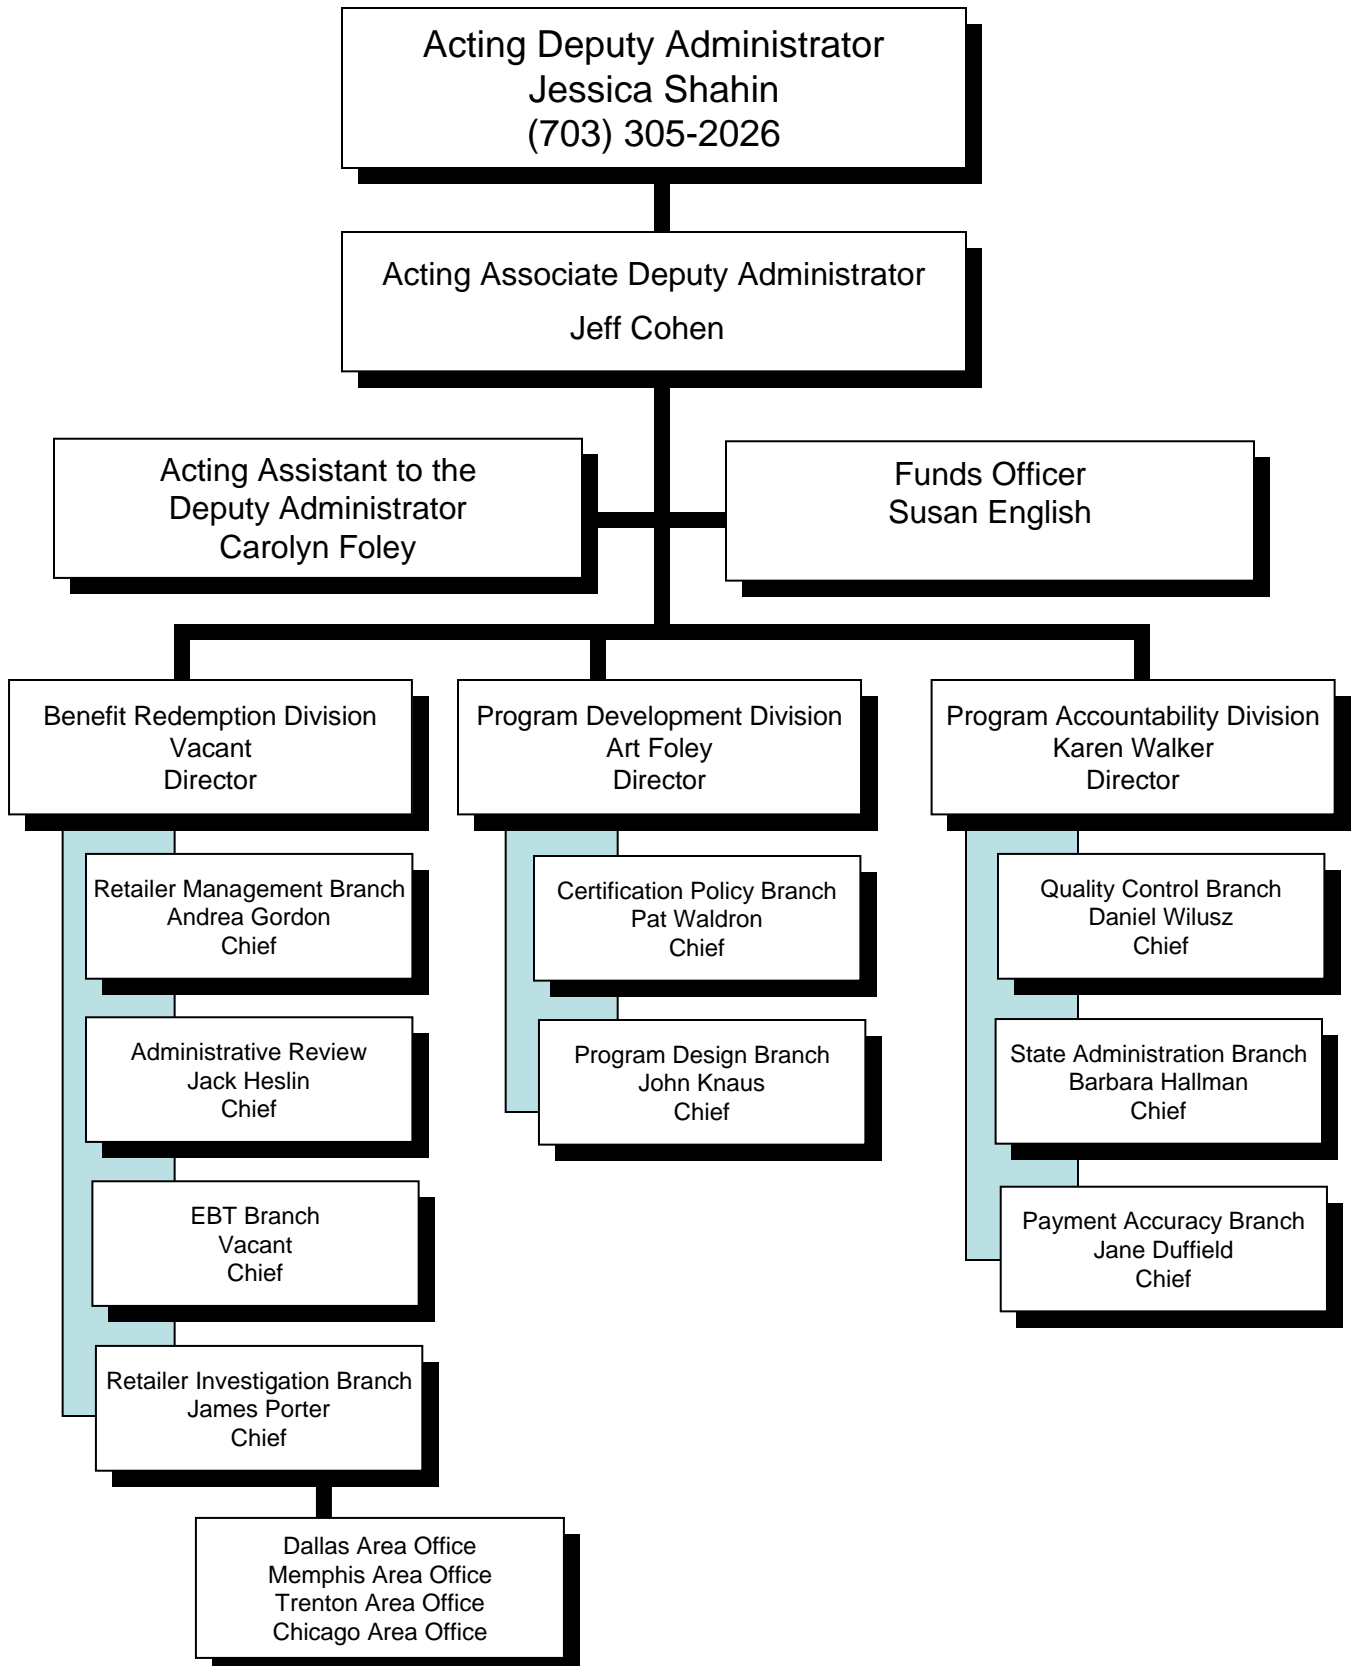 Acting Deputy Administrator
Jessica Shahin
(703) 305-2026
Acting Associate Deputy Administrator
Jeff Cohen
Acting Assistant to the
Deputy Administrator
Carolyn Foley
Funds Officer
Susan English
Benefit Redemption Division
Vacant
Director
Retailer Management Branch
Andrea Gordon
Chief
Administrative Review
Jack Heslin
Chief
EBT Branch
Vacant
Chief
Retailer Investigation Branch
James Porter
Chief
Dallas Area Office
Memphis Area Office
Trenton Area Office
Chicago Area Office
Program Development Division
Art Foley
Director
Certification Policy Branch
Pat Waldron
Chief
Program Design Branch
John Knaus
Chief
Program Accountability Division
Karen Walker
Director
Quality Control Branch
Daniel Wilusz
Chief
State Administration Branch
Barbara Hallman
Chief
Payment Accuracy Branch
Jane Duffield
Chief